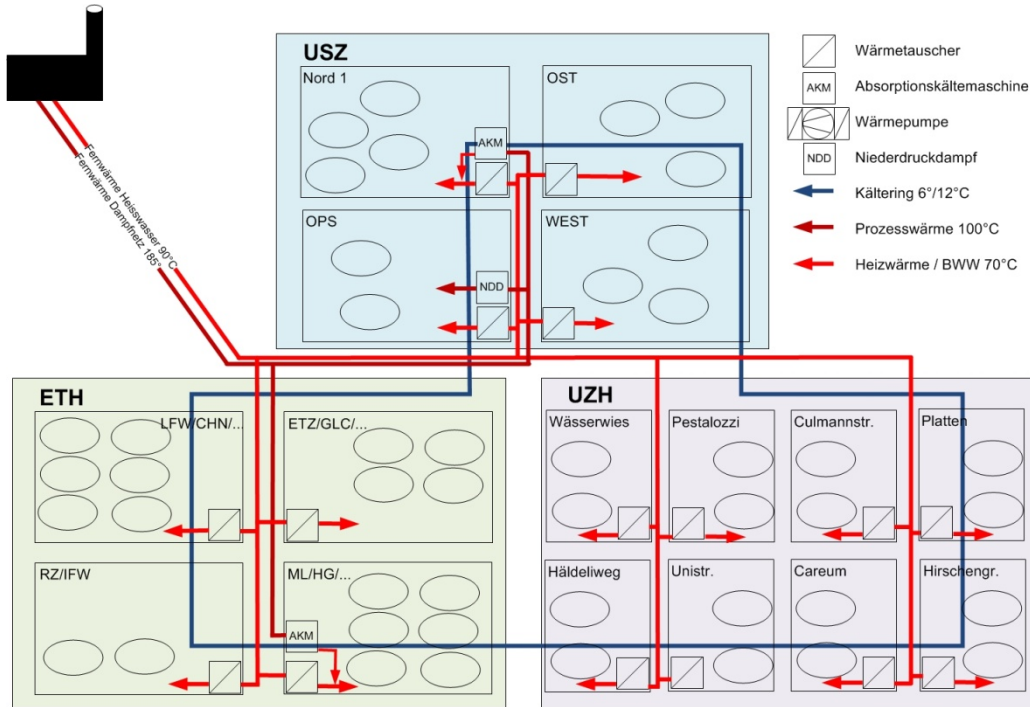 USZ
Nord 1
OST
AKM
OPS
WEST
NDD
Wärmetauscher
AKM
Absorptionskältemaschine
Wärmepumpe
NDD
Niederdruckdampf
Kältering 6°/12°C
Prozesswärme 100°C
Heizwärme / BWW 70°C
Fernwärme Heisswasser 90°C
Fernwärme Dampfnetz 185°
ETH
LFW/CHN/...
ETZ/GLC/...
RZ/IFW
ML/HG/...
AKM
UZH
Wässerwies
Pestalozzi
Culmannstr.
Platten
Häldeliweg
Unistr.
Careum
Hirschengr.